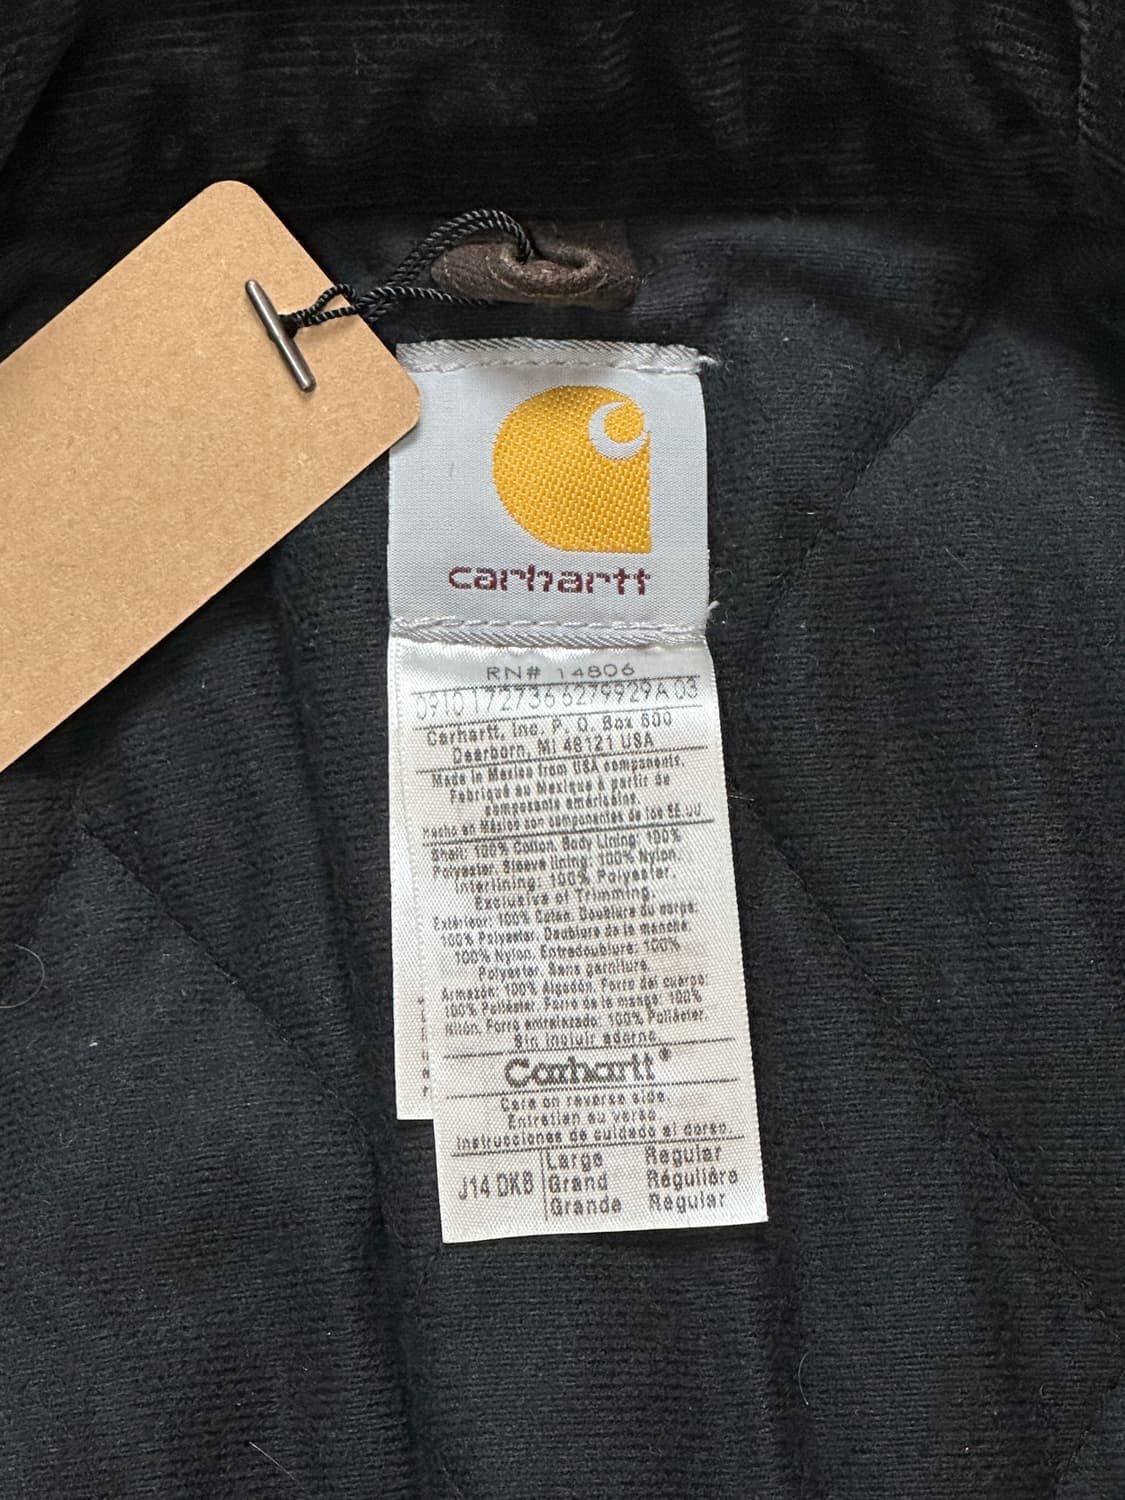 carhartt
RN# 14806
09101727366279929A 03
Carhartt, Inc. P. O. Box 600
Dearborn, MI 48121 USA
Made in Mexico from USA components.
Fabriqué au Mexique à partir de
composants américains.
Hecho en México con componentes de los EE.UU.
Shell: 100% Cotton. Body Lining: 100%
Polyester. Sleeve lining: 100% Nylon.
Interlining: 100% Polyester.
Exclusive of Trimming.
Extérieur: 100% Coton. Doublure du corps:
100% Polyester. Doublure de la manche:
100% Nylon. Entredoublure: 100%
Polyester. Sans garniture.
Armazón: 100% Algodón. Forro del cuerpo:
100% Poliéster. Forro de la manga: 100%
Nilón. Forro entrelazado: 100% Poliéster.
Sin incluir adorno.
Carhartt®
Care on reverse side.
Entretien au verso.
Instrucciones de cuidado al dorso.
J14 DKB Large Regular
Grand Régulière
Grande Regular